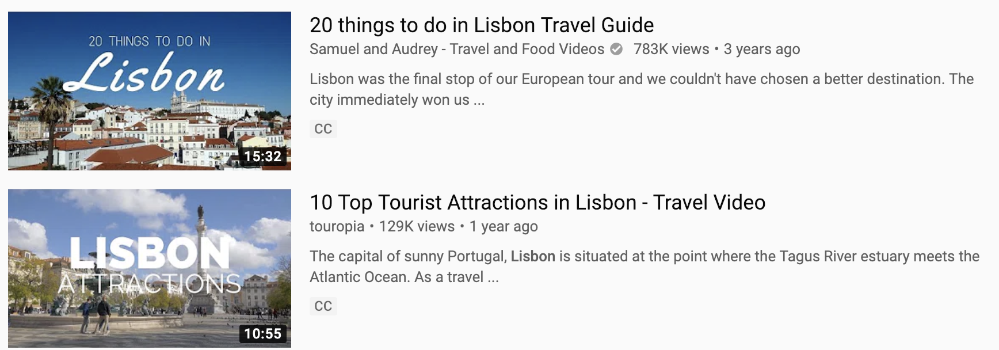 20 THINGS TO DO IN
Lisbon
15:32
20 things to do in Lisbon Travel Guide
Samuel and Audrey - Travel and Food Videos 783K views • 3 years ago
Lisbon was the final stop of our European tour and we couldn't have chosen a better destination. The
city immediately won us ...
CC
LISBON
ATTRACTIONS
10:55
10 Top Tourist Attractions in Lisbon - Travel Video
touropia • 129K views • 1 year ago
The capital of sunny Portugal, Lisbon is situated at the point where the Tagus River estuary meets the
Atlantic Ocean. As a travel ...
CC